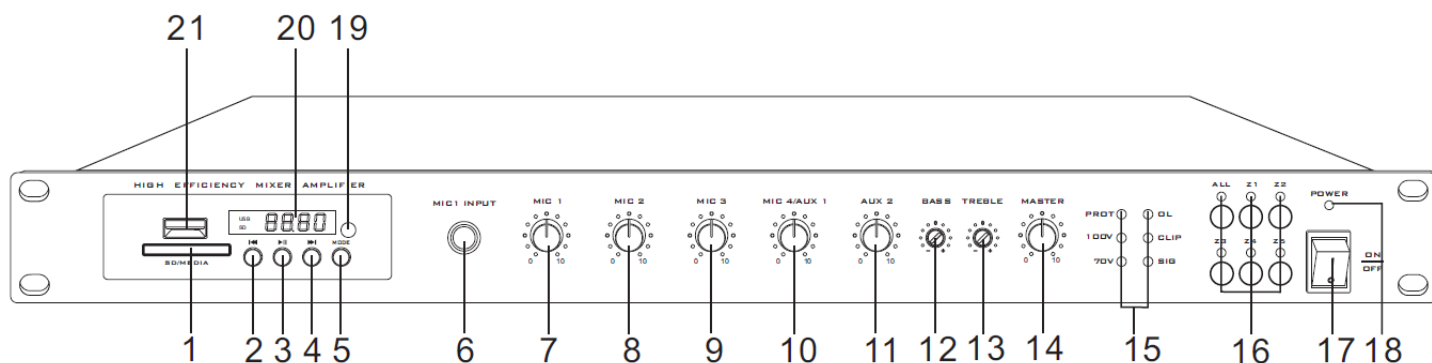 21 20 19
HIGH EFFICIENCY MIXER AMPLIFIER
USB
SD
88:80
MODE
SD/MEDIA
MIC1 INPUT
MIC 1
0 10
MIC 2
0 10
MIC 3
0 10
MIC 4/AUX 1
0 10
AUX 2
0 10
BASS
- +
TREBLE
- +
MASTER
0 10
PROT OL
100V CLIP
70V SIG
ALL Z1 Z2
Z3 Z4 Z5
POWER
ON
OFF
1 2 3 4 5 6 7 8 9 10 11 12 13 14 15 16 17 18